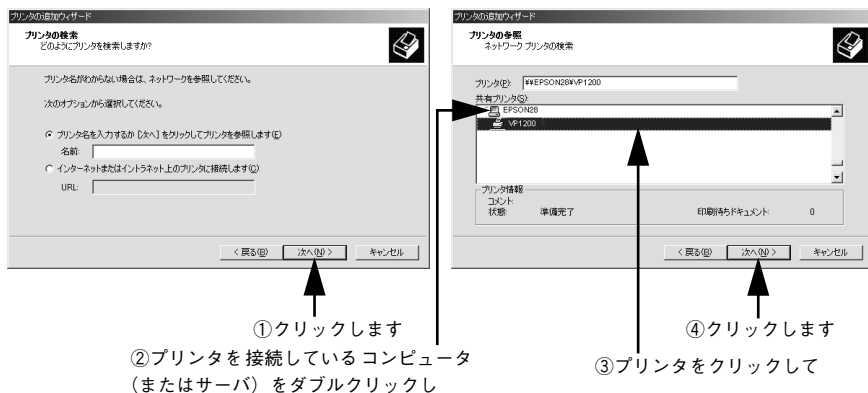 プリンタの追加ウィザード
プリンタの検索
どのようにプリンタを検索しますか?
プリンタ名がわからない場合は、ネットワークを参照してください。
次のオプションから選択してください。
プリンタ名を入力するか [次へ] をクリックしてプリンタを参照します(E)
名前:
インターネットまたはイントラネット上のプリンタに接続します(O)
URL:
< 戻る(B)
次へ(N) >
キャンセル
プリンタの追加ウィザード
プリンタの参照
ネットワーク プリンタの検索
プリンタ(P):
¥¥EPSON28¥VP1200
共有プリンタ(S):
EPSON28
VP1200
プリンタ情報
コメント:
状態: 準備完了 印刷待ちドキュメント: 0
< 戻る(B)
次へ(N) >
キャンセル
①クリックします
②プリンタを接続しているコンピュータ
(またはサーバ)をダブルクリックし
③プリンタをクリックして
④クリックします